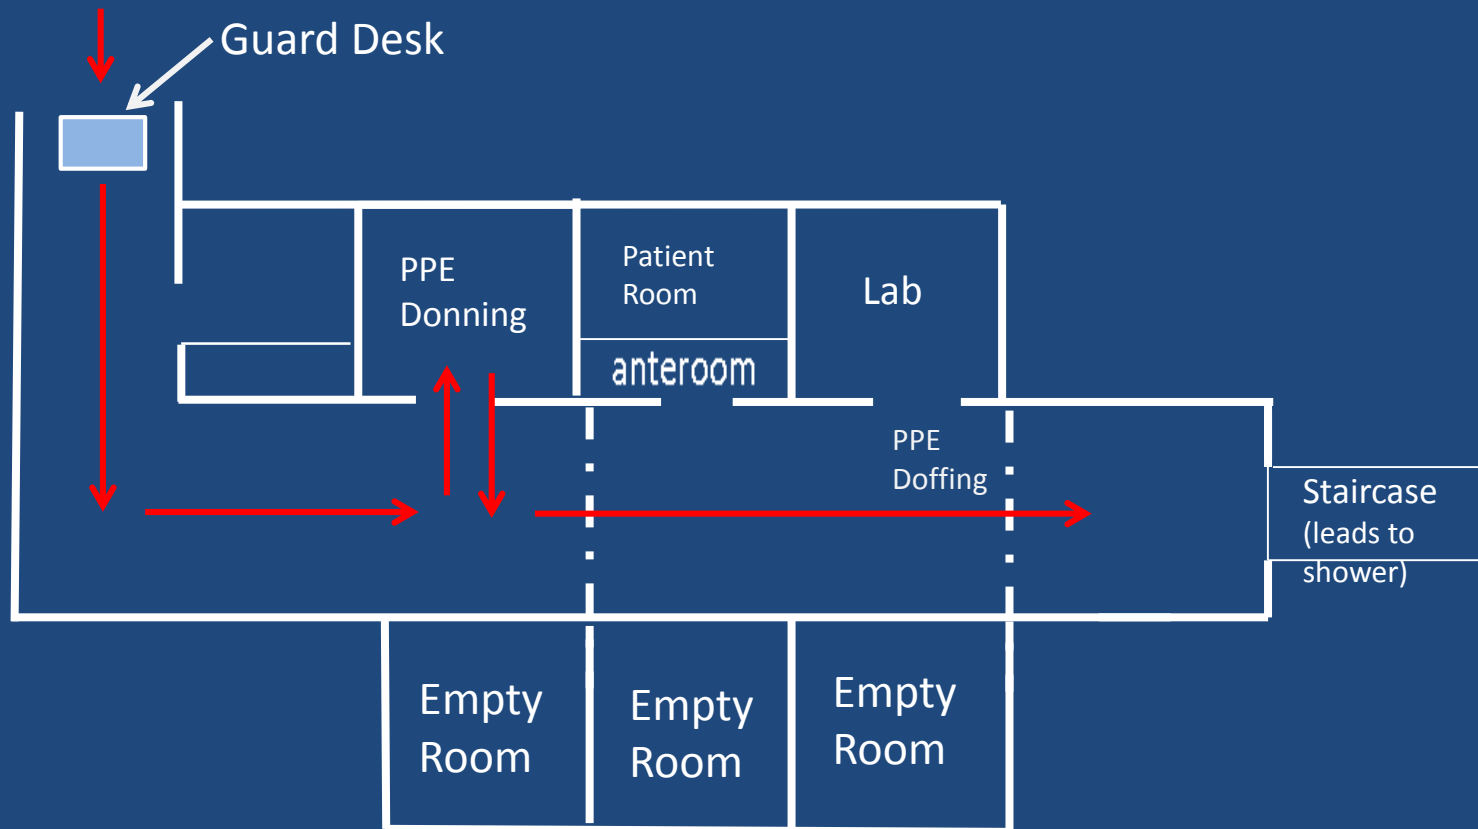 Guard Desk
PPE
Donning
Patient
Room
anteroom
Lab
PPE
Doffing
Staircase
(leads to
shower)
Empty
Room
Empty
Room
Empty
Room